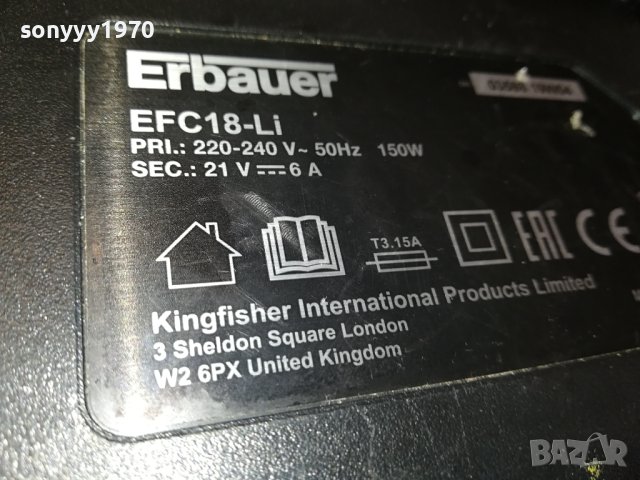 sonyyy1970
Erbauer
EFC18-Li
PRI.: 220-240 V~ 50Hz 150W
SEC.: 21 V⎓6 A
T3.15A
EAC CE
Kingfisher International Products Limited
3 Sheldon Square London
W2 6PX United Kingdom
BAZAR